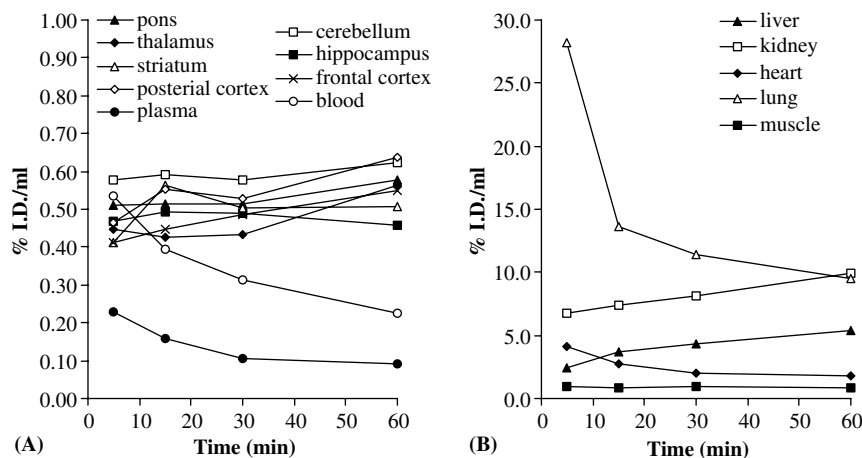 1.00
0.90
0.80
0.70
0.60
0.50
0.40
0.30
0.20
0.10
0.00
% I.D./ml
pons
thalamus
striatum
posterial cortex
plasma
cerebellum
hippocampus
frontal cortex
blood
0 10 20 30 40 50 60
Time (min)
(A)
30.0
25.0
20.0
15.0
10.0
5.0
0.0
% I.D./ml
liver
kidney
heart
lung
muscle
0 10 20 30 40 50 60
Time (min)
(B)